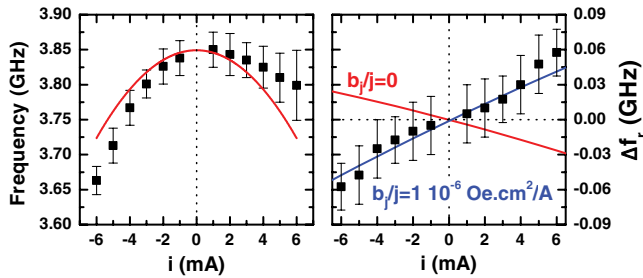 Frequency (GHz)
3.90
3.85
3.80
3.75
3.70
3.65
3.60
-6 -4 -2 0 2 4 6
i (mA)
b_j/j=0
b_j/j=1 10^-6 Oe.cm^2/A
-6 -4 -2 0 2 4 6
i (mA)
0.09
0.06
0.03
0.00
-0.03
-0.06
-0.09
Δf_r (GHz)